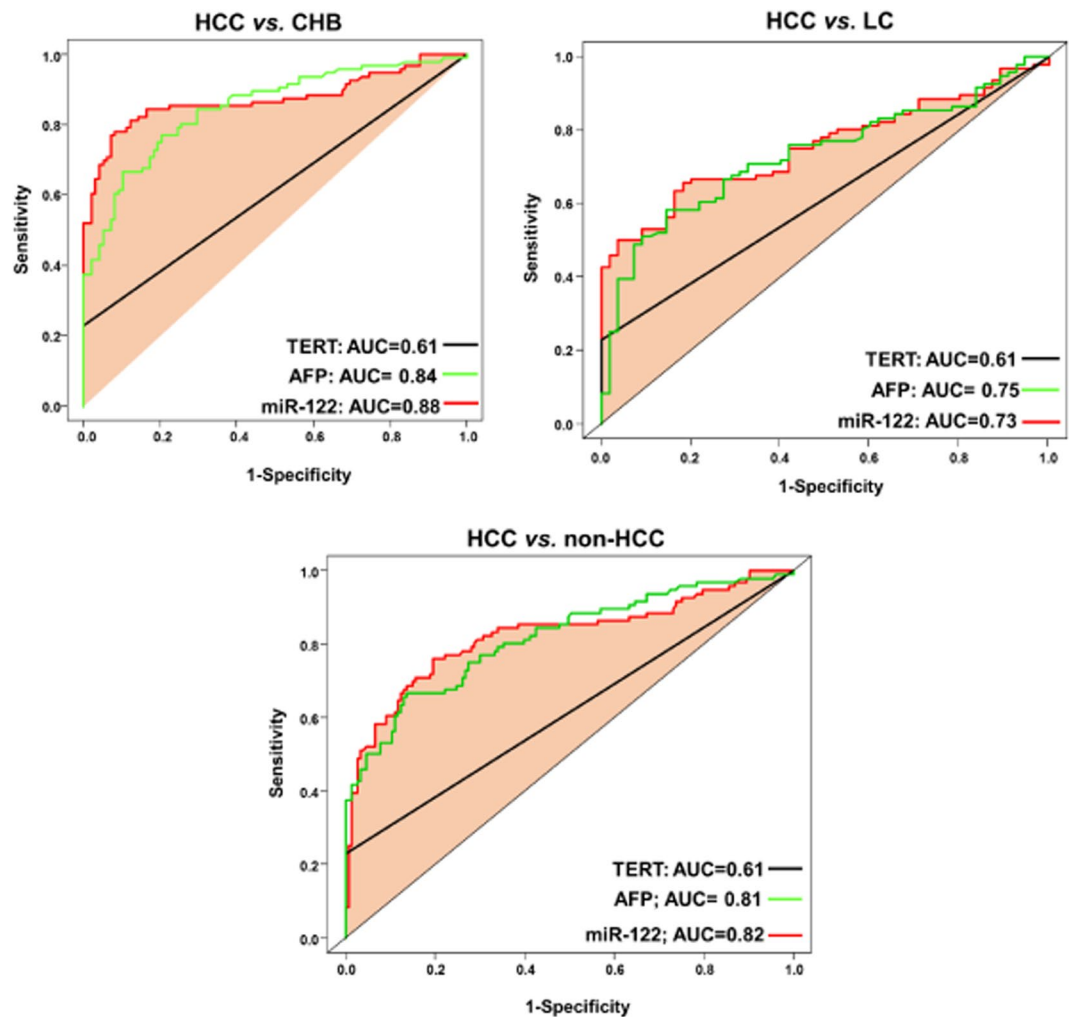 HCC vs. CHB
1.0
0.8
0.6
0.4
0.2
0.0
Sensitivity
TERT: AUC=0.61
AFP: AUC= 0.84
miR-122: AUC=0.88
0.0 0.2 0.4 0.6 0.8 1.0
1-Specificity
HCC vs. LC
1.0
0.8
0.6
0.4
0.2
0.0
Sensitivity
TERT: AUC=0.61
AFP: AUC= 0.75
miR-122: AUC=0.73
0.0 0.2 0.4 0.6 0.8 1.0
1-Specificity
HCC vs. non-HCC
1.0
0.8
0.6
0.4
0.2
0.0
Sensitivity
TERT: AUC=0.61
AFP; AUC= 0.81
miR-122; AUC=0.82
0.0 0.2 0.4 0.6 0.8 1.0
1-Specificity